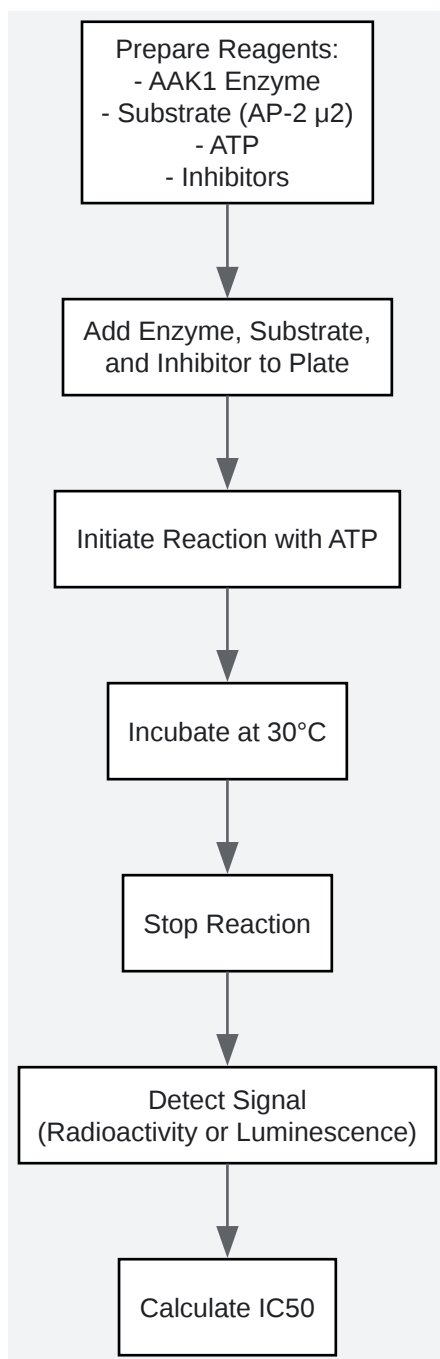 Prepare Reagents:
- AAK1 Enzyme
- Substrate (AP-2 μ2)
- ATP
- Inhibitors
Add Enzyme, Substrate,
and Inhibitor to Plate
Initiate Reaction with ATP
Incubate at 30°C
Stop Reaction
Detect Signal
(Radioactivity or Luminescence)
Calculate IC50